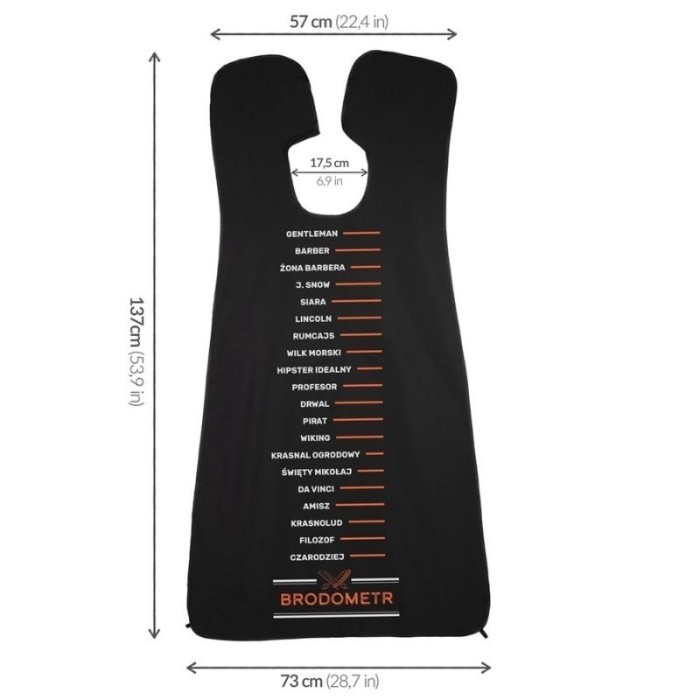 57 cm (22,4 in)
17,5 cm
6,9 in
137cm (53,9 in)
GENTLEMAN
BARBER
ŻONA BARBERA
J. SNOW
SIARA
LINCOLN
RUMCAJS
WILK MORSKI
HIPSTER IDEALNY
PROFESOR
DRWAL
PIRAT
WIKING
KRASNAL OGRODOWY
ŚWIĘTY MIKOŁAJ
DA VINCI
AMISZ
KRASNOLUD
FILOZOF
CZARODZIEJ
BRODOMETR
73 cm (28,7 in)